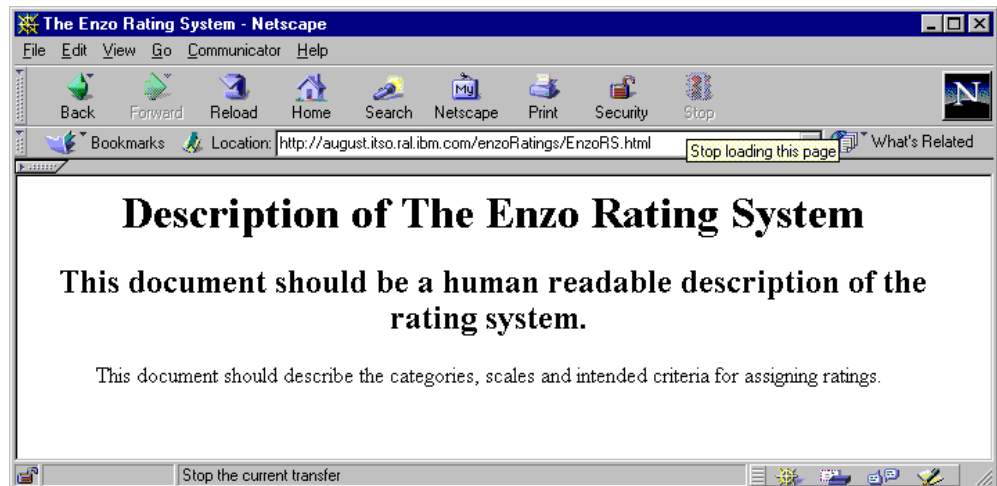 The Enzo Rating System - Netscape
File Edit View Go Communicator Help
My N
Back Forward Reload Home Search Netscape Print Security Stop
Bookmarks Location: http://august.itso.ral.ibm.com/enzoRatings/EnzoRS.html What's Related
Stop loading this page
Description of The Enzo Rating System
This document should be a human readable description of the
rating system.
This document should describe the categories, scales and intended criteria for assigning ratings.
Stop the current transfer